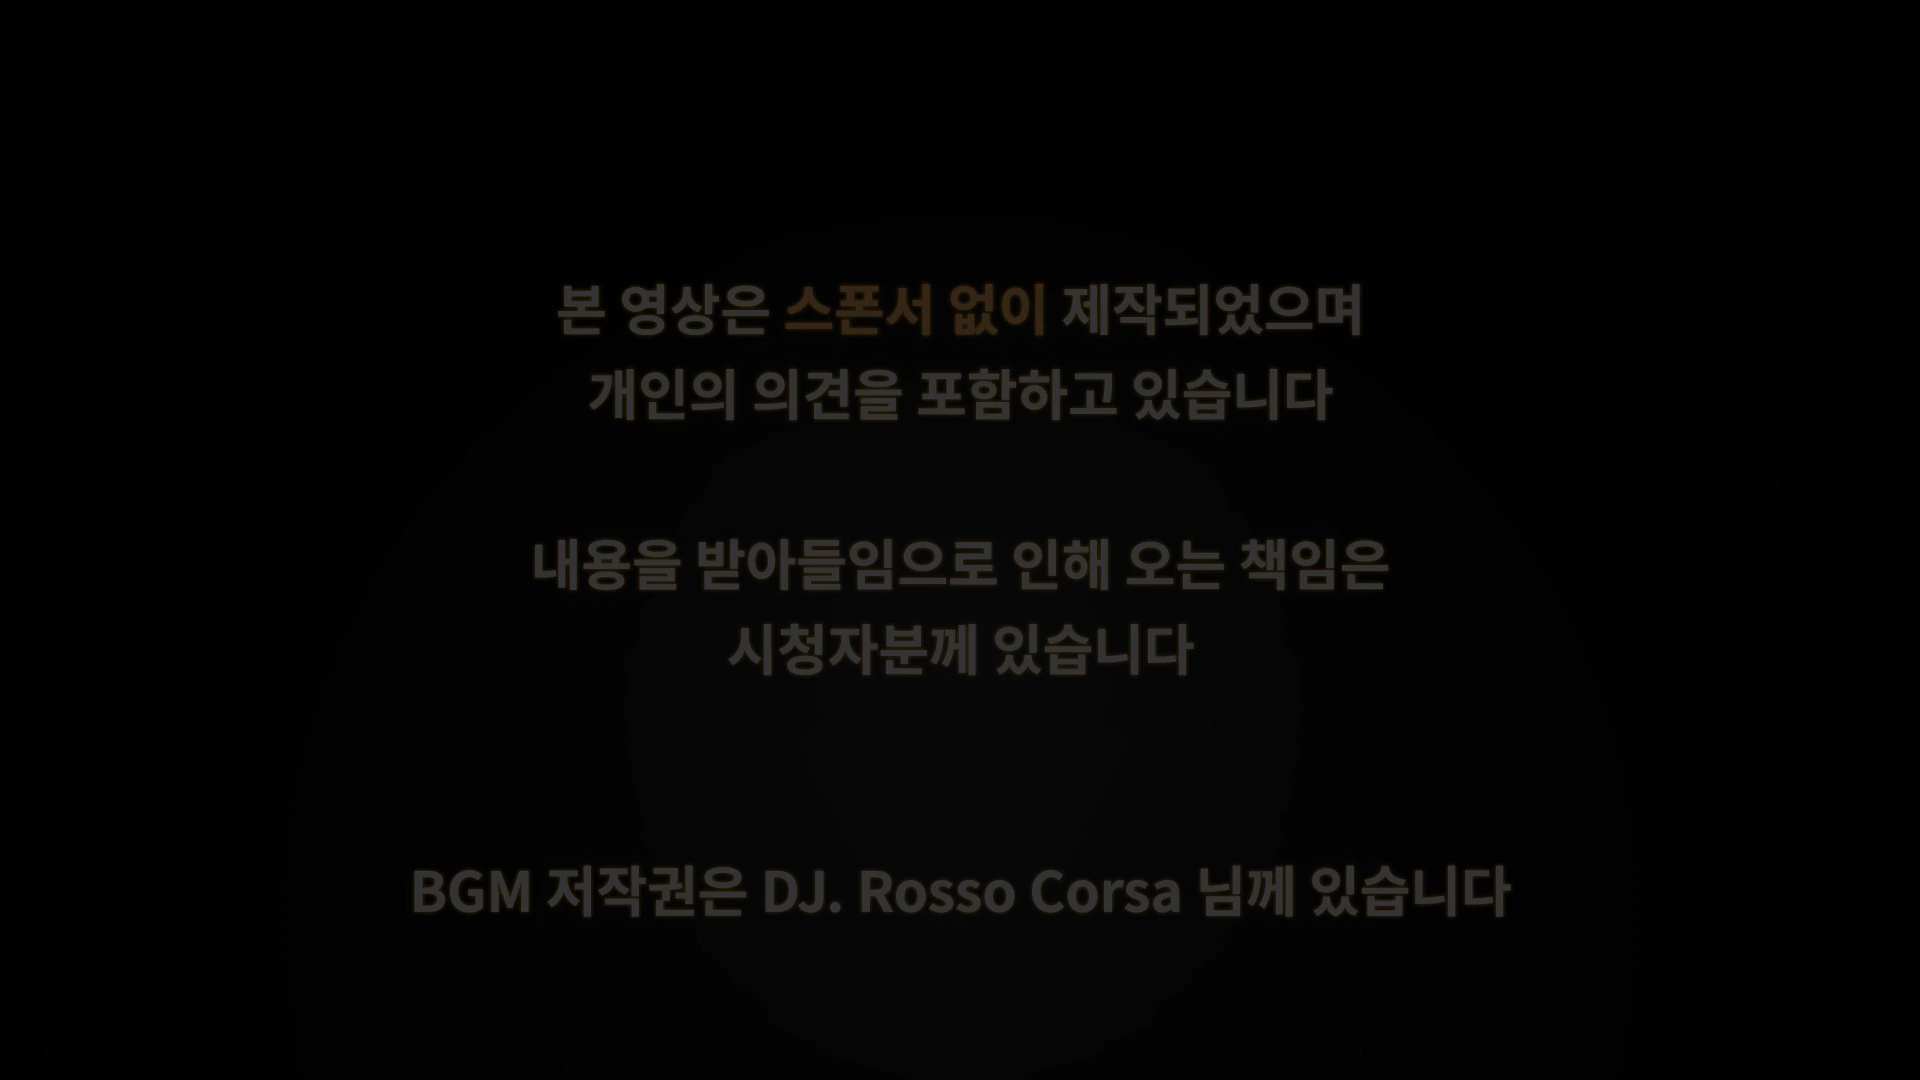 본 영상은 스폰서 없이 제작되었으며
개인의 의견을 포함하고 있습니다
내용을 받아들임으로 인해 오는 책임은
시청자분께 있습니다
BGM 저작권은 DJ. Rosso Corsa 님께 있습니다